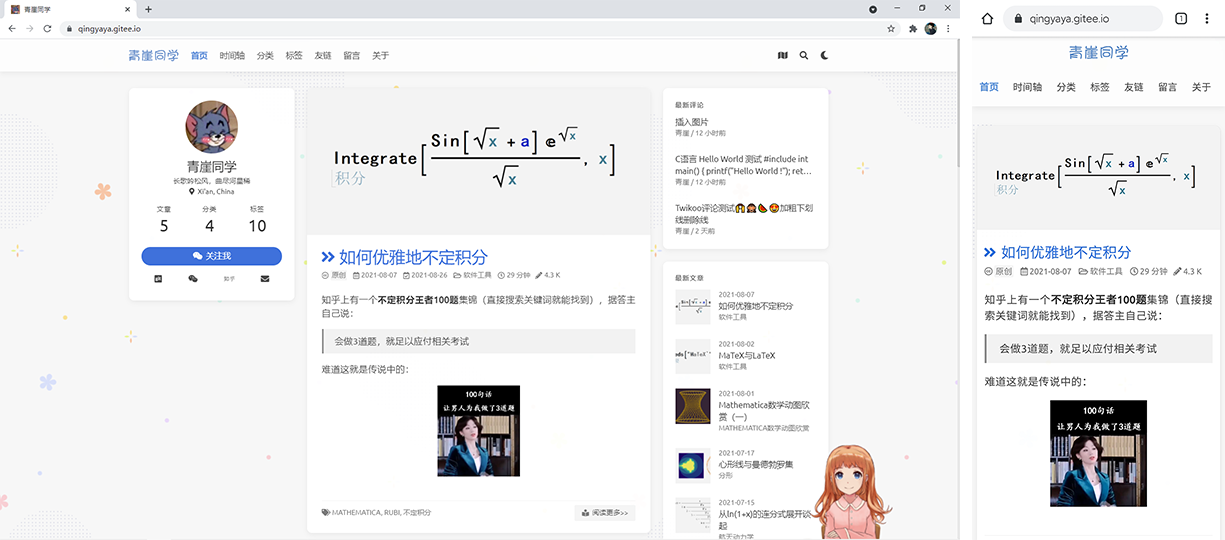 青崖同学
qingyaya.gitee.io
青崖同学 首页 时间轴 分类 标签 友链 留言 关于
青崖同学
长歌吟松风，曲尽河星稀
Xi'an, China
文章 分类 标签
5 4 10
关注我
知乎
Integrate[Sin[√x + a] e^√x / √x, x]
积分
如何优雅地不定积分
原创 2021-08-07 2021-08-26 软件工具 29 分钟 4.3 K
知乎上有一个不定积分王者100题集锦（直接搜索关键词就能找到），据答主
自己说：
会做3道题，就足以应付相关考试
难道这就是传说中的：
100句话
让男人为我做了3道题
MATHEMATICA, RUBI, 不定积分
阅读更多>>
最新评论
插入图片
青崖 / 12 小时前
C语言 Hello World 测试 #include int
main() { printf("Hello World !"); ret...
青崖 / 12 小时前
Twikoo评论测试🙆🙅🍉😍加粗下划
线删除线
青崖 / 2 天前
最新文章
2021-08-07
如何优雅地不定积分
软件工具
2021-08-02
MaTeX与LaTeX
软件工具
2021-08-01
Mathematica数学动图欣
赏（一）
MATHEMATICA数学动图欣赏
2021-07-17
心形线与曼德勃罗集
分形
2021-07-15
从ln(1+x)的连分式展开谈
起
航天动力学
qingyaya.gitee.io 1
青崖同学
首页 时间轴 分类 标签 友链 留言 关于
Integrate[Sin[√x + a] e^√x / √x, x]
积分
如何优雅地不定积分
原创 2021-08-07 软件工具 29 分钟 4.3 K
知乎上有一个不定积分王者100题集锦（直接搜
索关键词就能找到），据答主自己说：
会做3道题，就足以应付相关考试
难道这就是传说中的：
100句话
让男人为我做了3道题